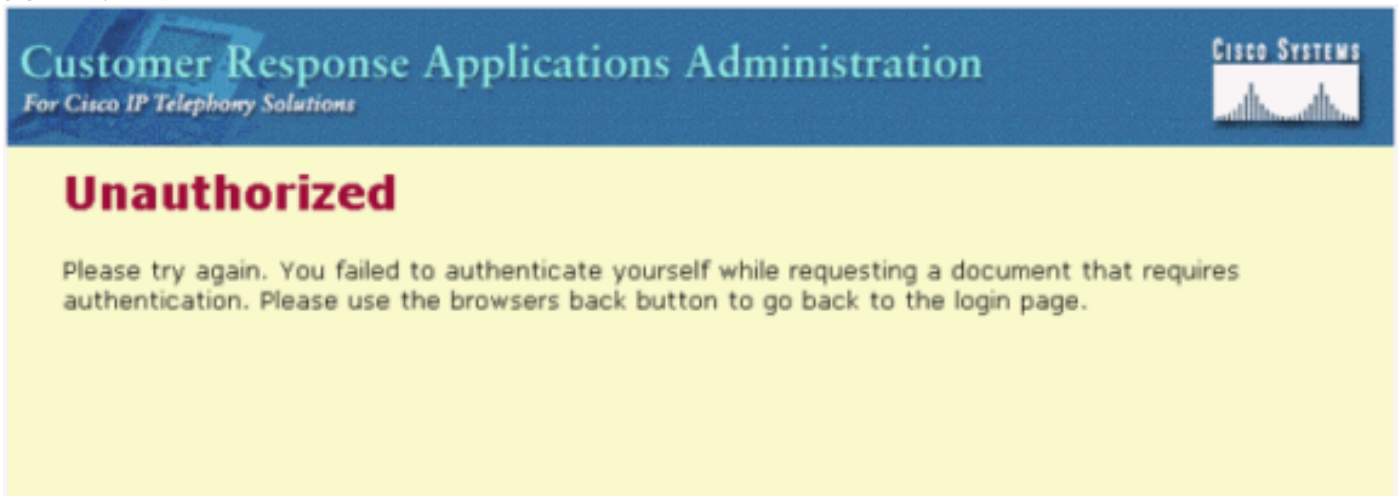 Customer Response Applications Administration
For Cisco IP Telephony Solutions
CISCO SYSTEMS
Unauthorized
Please try again. You failed to authenticate yourself while requesting a document that requires
authentication. Please use the browsers back button to go back to the login page.